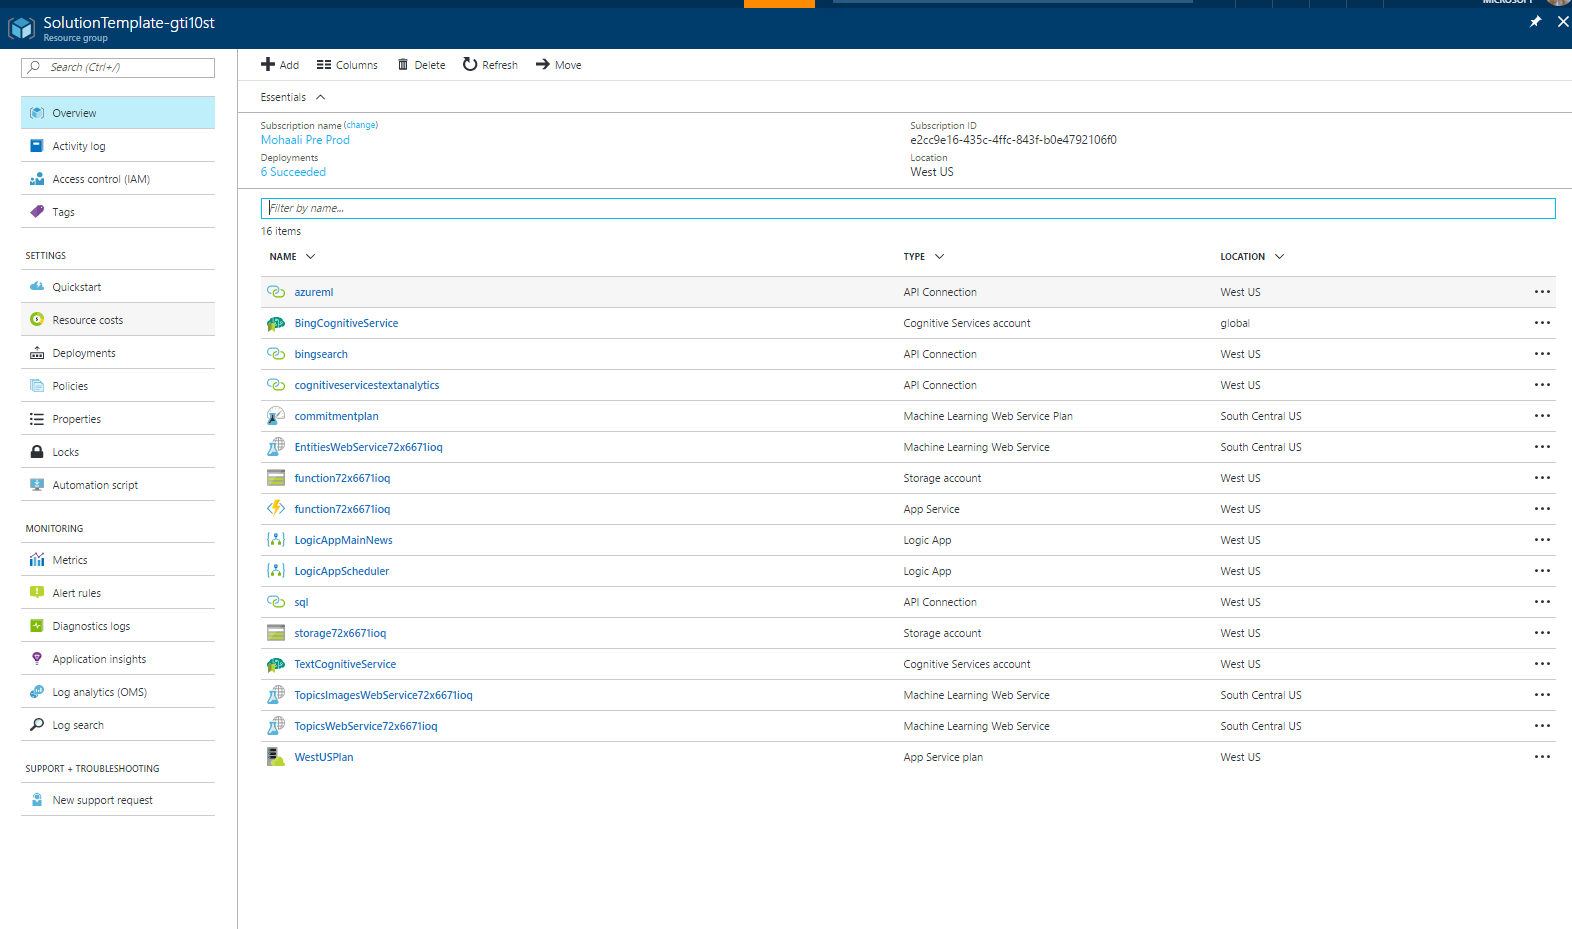 MICROSOFT
SolutionTemplate-gti10st
Resource group
Search (Ctrl+/)
Overview
Activity log
Access control (IAM)
Tags
SETTINGS
Quickstart
Resource costs
Deployments
Policies
Properties
Locks
Automation script
MONITORING
Metrics
Alert rules
Diagnostics logs
Application insights
Log analytics (OMS)
Log search
SUPPORT + TROUBLESHOOTING
New support request
Add Columns Delete Refresh Move
Essentials
Subscription name (change)
Mohaali Pre Prod
Deployments
6 Succeeded
Subscription ID
e2cc9e16-435c-4ffc-843f-b0e4792106f0
Location
West US
Filter by name...
16 items
NAME TYPE LOCATION
azureml API Connection West US
BingCognitiveService Cognitive Services account global
bingsearch API Connection West US
cognitiveservicestextanalytics API Connection West US
commitmentplan Machine Learning Web Service Plan South Central US
EntitiesWebService72x6671ioq Machine Learning Web Service South Central US
function72x6671ioq Storage account West US
function72x6671ioq App Service West US
LogicAppMainNews Logic App West US
LogicAppScheduler Logic App West US
sql API Connection West US
storage72x6671ioq Storage account West US
TextCognitiveService Cognitive Services account West US
TopicsImagesWebService72x6671ioq Machine Learning Web Service South Central US
TopicsWebService72x6671ioq Machine Learning Web Service South Central US
WestUSPlan App Service plan West US